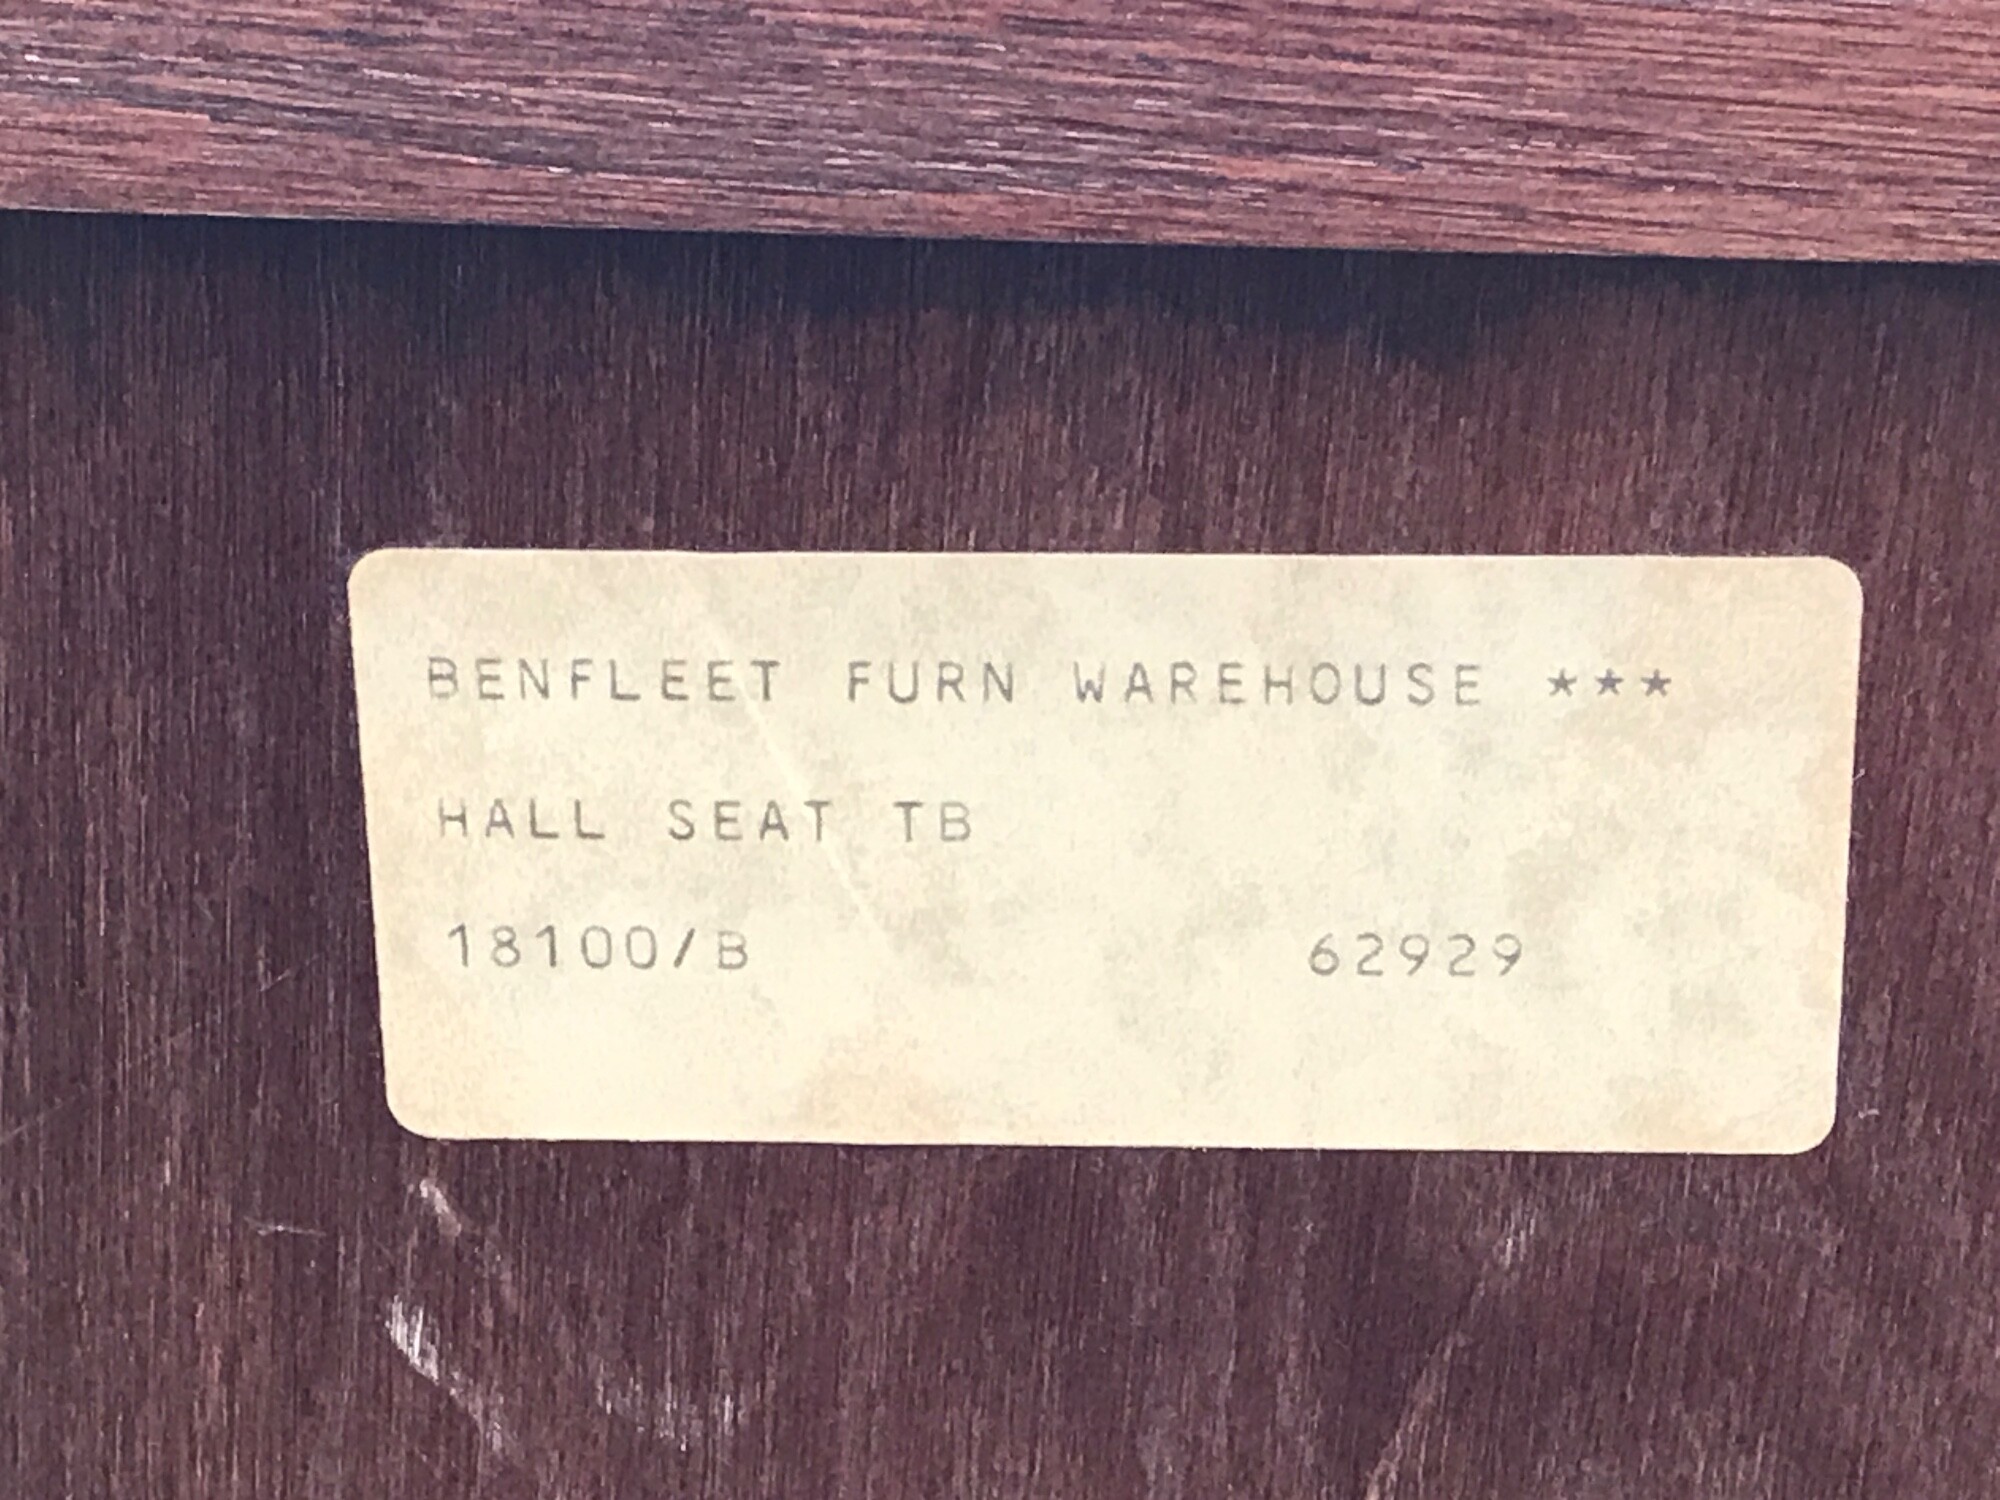 BENFLEET FURN WAREHOUSE ***
HALL SEAT TB
18100/B 62929